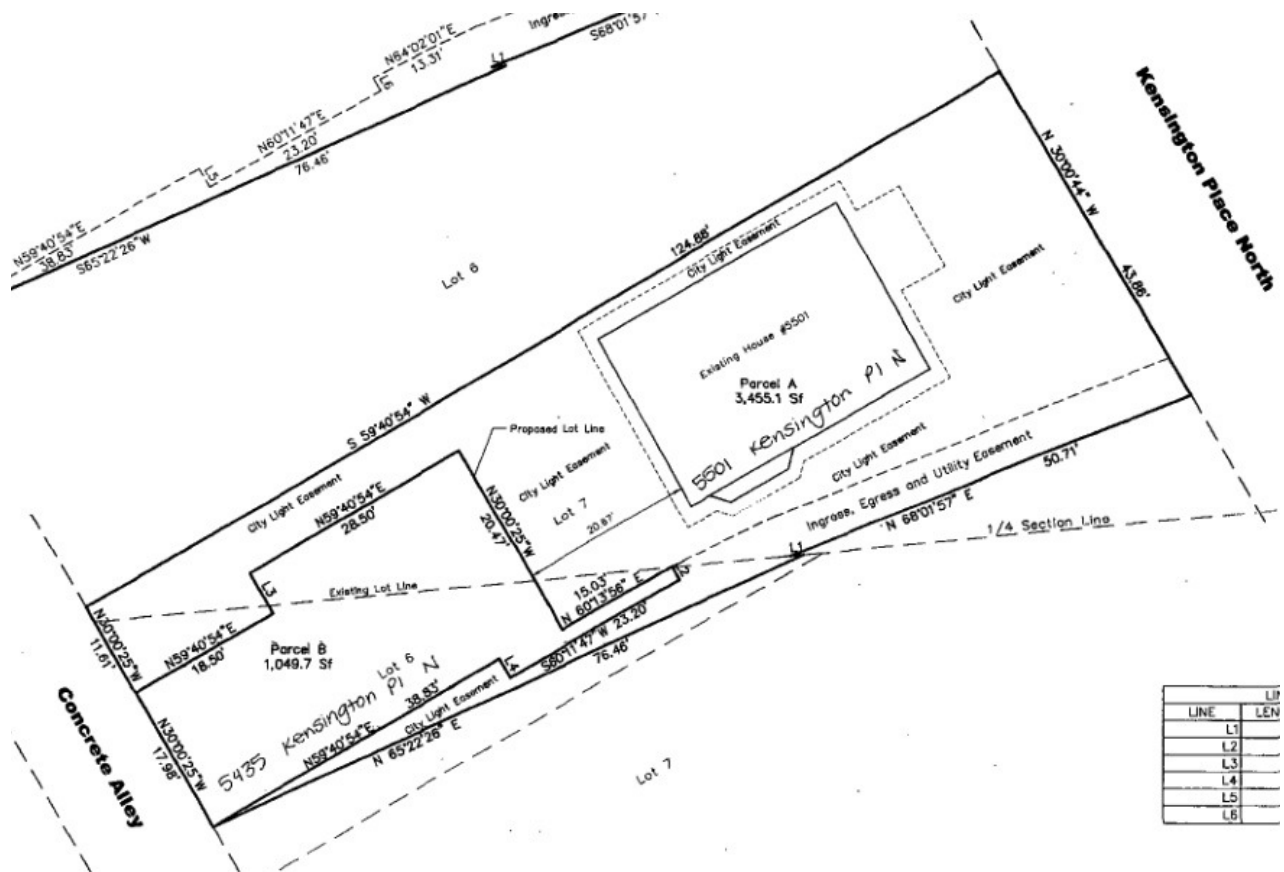 N64°02'01"E
13.31'
L1
S68°01'57"
L6
N60°11'47"E
23.20'
76.46'
L5
N59°40'54"E
38.83'
S65°22'26"W
Kensington Place North
N 30°00'44" W
43.86'
124.88'
City Light Easement
City Light Easement
Lot 6
Existing House #5501
Parcel A
3,455.1 Sf
5501 Kensington Pl N
S 59°40'54" W
Proposed Lot Line
City Light Easement
City Light Easement
N59°40'54"E
28.50'
N30°00'25"W
20.47'
City Light Easement
Lot 7
20.87'
Ingress, Egress and Utility Easement
50.71'
N 68°01'57" E
1/4 Section Line
L1
L3
Existing Lot Line
15.03'
N 60°13'56" E
L2
N30°00'25"W
11.61'
N59°40'54"E
18.50'
Parcel B
1,049.7 Sf
Lot 6
5435 Kensington Pl N
S60°11'47"W 23.20'
76.46'
L4
38.83'
N59°40'54"E
City Light Easement
N 65°22'26" E
Concrete Alley
N30°00'25"W
17.98'
Lot 7
LINE
L1
L2
L3
L4
L5
L6